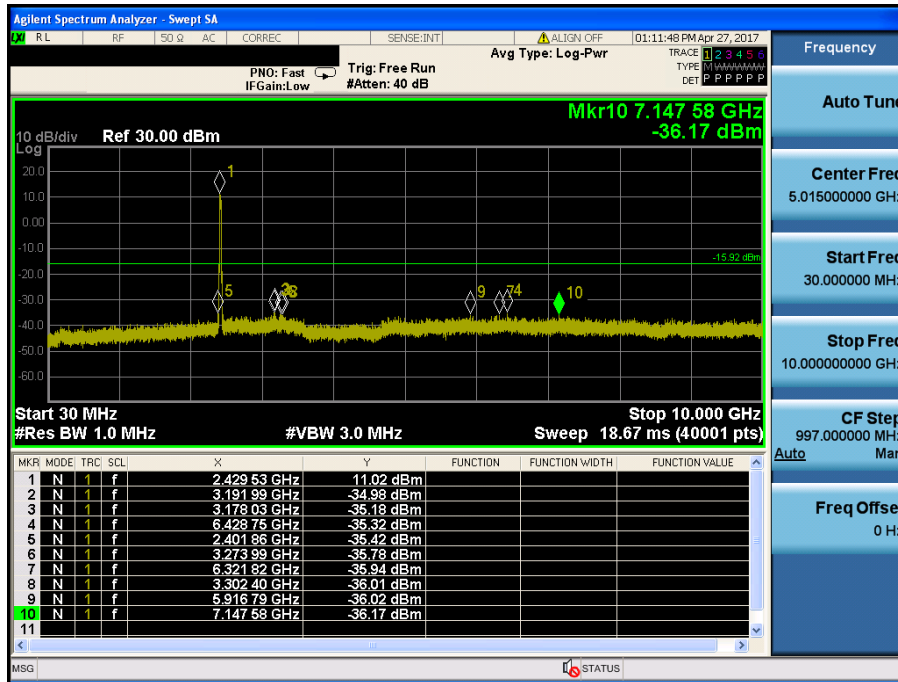 Agilent Spectrum Analyzer - Swept SA
LXI RL RF 50 Ω AC CORREC SENSE:INT ALIGN OFF 01:11:48 PM Apr 27, 2017
Avg Type: Log-Pwr
TRACE 1 2 3 4 5 6
PNO: Fast Trig: Free Run
TYPE M W W W W W
IFGain:Low #Atten: 40 dB
DET P P P P P P
Mkr10 7.147 58 GHz
-36.17 dBm
10 dB/div Ref 30.00 dBm
Log
20.0
10.0
0.00
-10.0
-20.0
-30.0
-40.0
-50.0
-60.0
1
-15.92 dBm
5
8
9
7 4
10
Start 30 MHz Stop 10.000 GHz
#Res BW 1.0 MHz #VBW 3.0 MHz Sweep 18.67 ms (40001 pts)
MKR MODE TRC SCL X Y FUNCTION FUNCTION WIDTH FUNCTION VALUE
1 N 1 f 2.429 53 GHz 11.02 dBm
2 N 1 f 3.191 99 GHz -34.98 dBm
3 N 1 f 3.178 03 GHz -35.18 dBm
4 N 1 f 6.428 75 GHz -35.32 dBm
5 N 1 f 2.401 86 GHz -35.42 dBm
6 N 1 f 3.273 99 GHz -35.78 dBm
7 N 1 f 6.321 82 GHz -35.94 dBm
8 N 1 f 3.302 40 GHz -36.01 dBm
9 N 1 f 5.916 79 GHz -36.02 dBm
10 N 1 f 7.147 58 GHz -36.17 dBm
11
MSG STATUS
Frequency
Auto Tune
Center Freq
5.015000000 GHz
Start Freq
30.000000 MHz
Stop Freq
10.000000000 GHz
CF Step
997.000000 MHz
Auto Man
Freq Offset
0 Hz